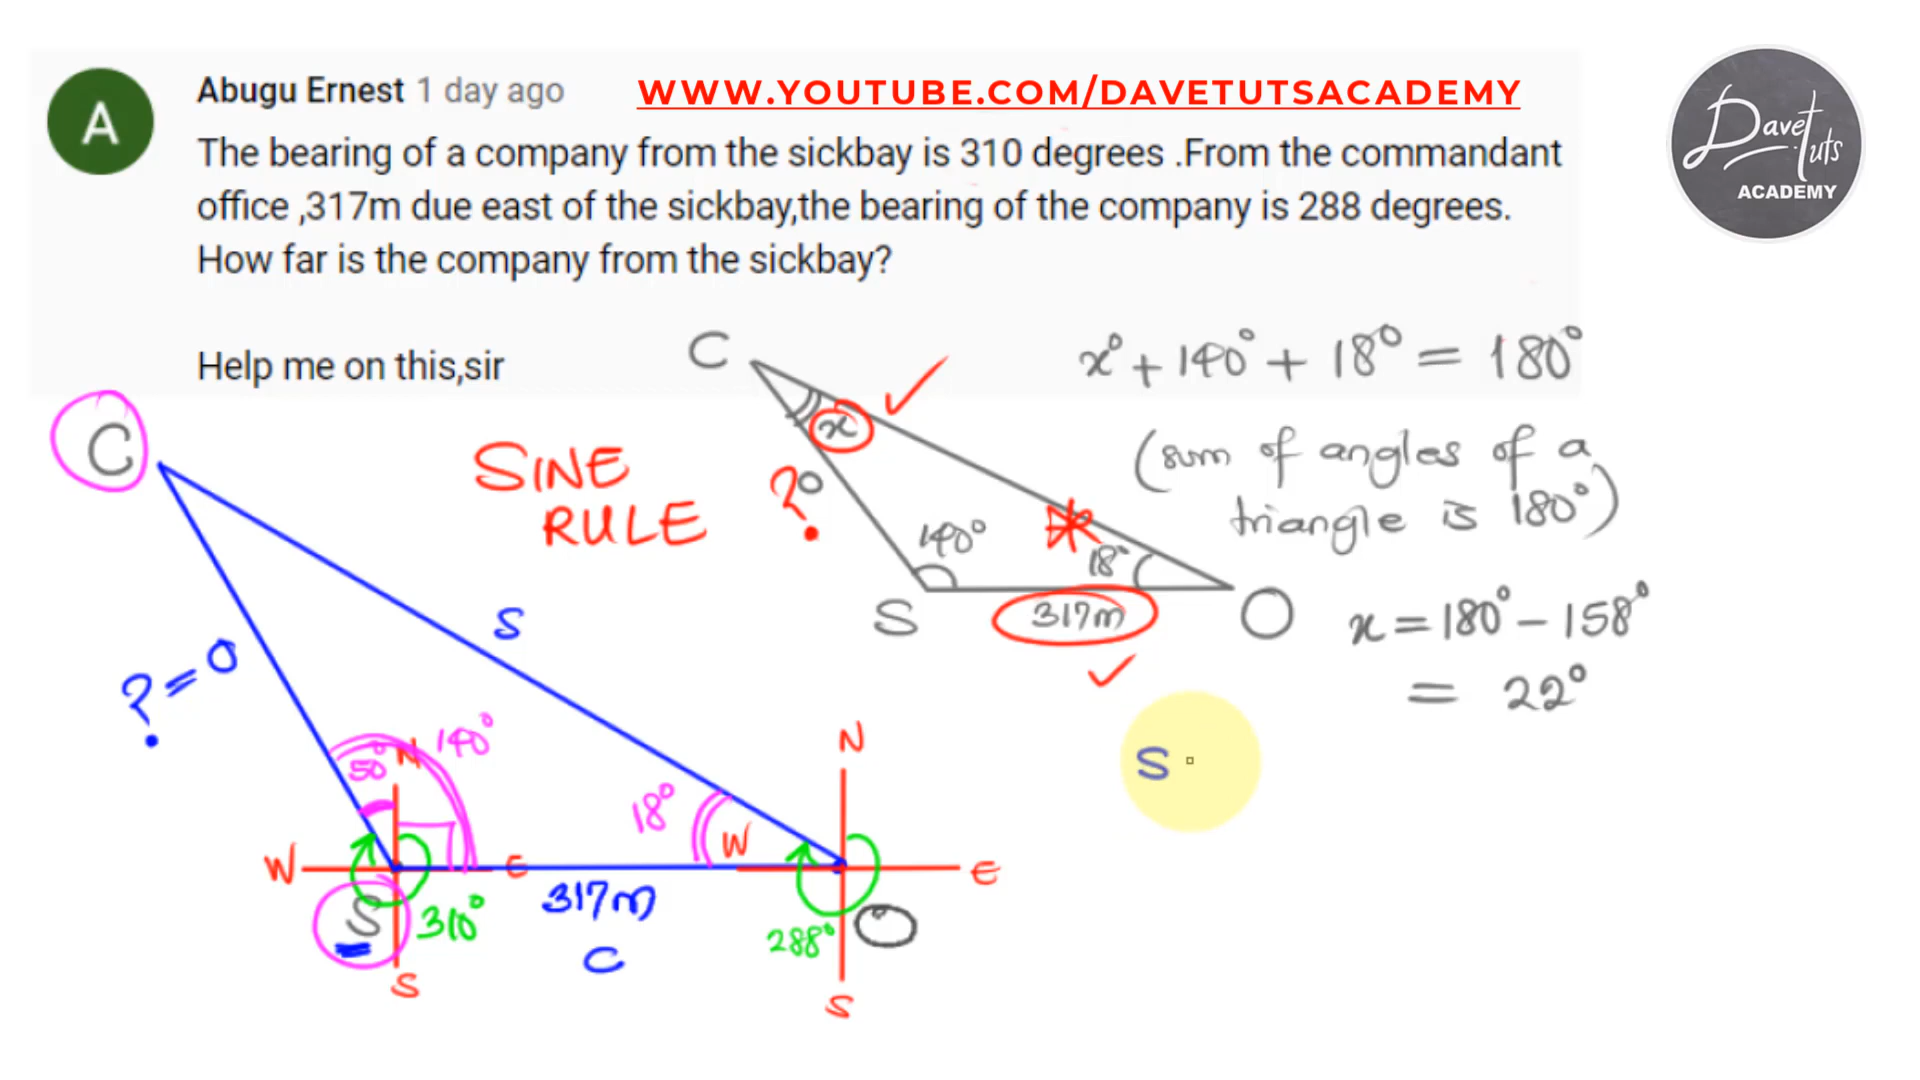 A
Abugu Ernest 1 day ago
WWW.YOUTUBE.COM/DAVETUTSACADEMY
Davet
Tuts
ACADEMY
The bearing of a company from the sickbay is 310 degrees .From the commandant
office ,317m due east of the sickbay,the bearing of the company is 288 degrees.
How far is the company from the sickbay?
Help me on this,sir
C
x° + 140° + 18° = 180°
x
(sum of angles of a
triangle is 180°)
C
SINE
RULE
?
o
140°
18°
S
317m
O
x = 180° - 158°
= 22°
S
? = o
s
50°
N
140°
18°
W
N
W
E
E
S
310°
317m
C
288°
O
S
S